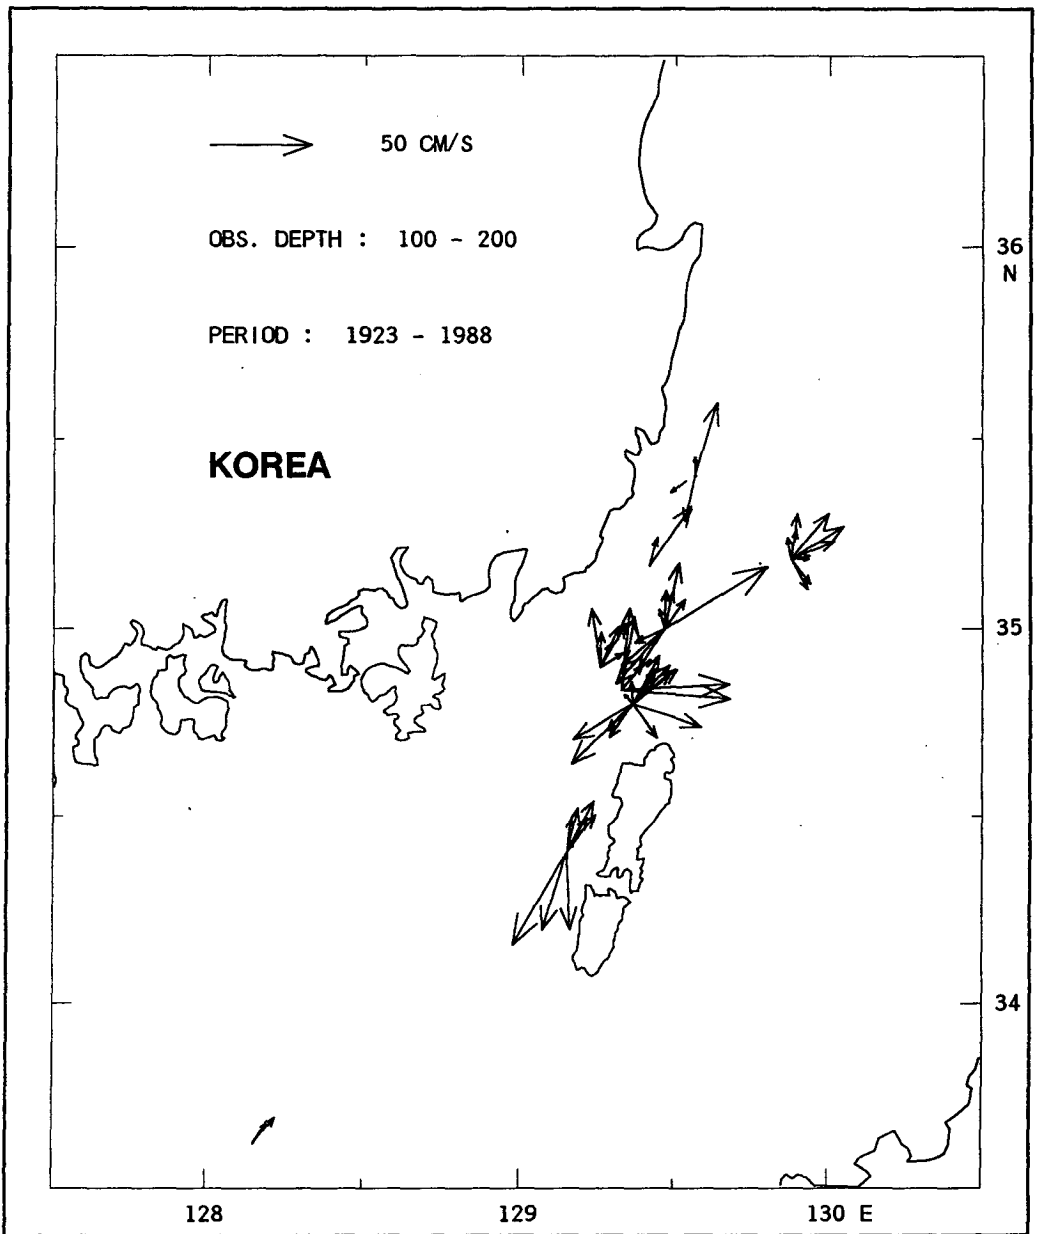 50 CM/S
OBS. DEPTH : 100 - 200
36
N
PERIOD : 1923 - 1988
KOREA
35
34
128 129 130 E